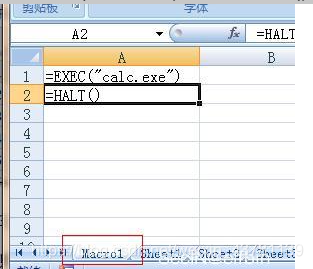 剪贴板
字体
A2 fx =HALT
A B
1 =EXEC("calc.exe")
2 =HALT()
3
4
5
6
7
8
9
10
Macro1 Sheet1 Sheet2 Sheet3